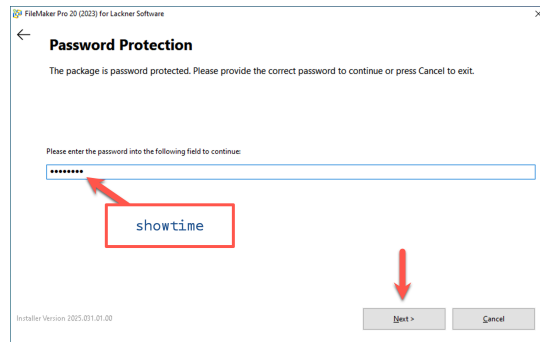 FileMaker Pro 20 (2023) for Lackner Software
Password Protection
The package is password protected. Please provide the correct password to continue or press Cancel to exit.
Please enter the password into the following field to continue:
••••••••
showtime
Installer Version 2025.031.01.00
Next >
Cancel